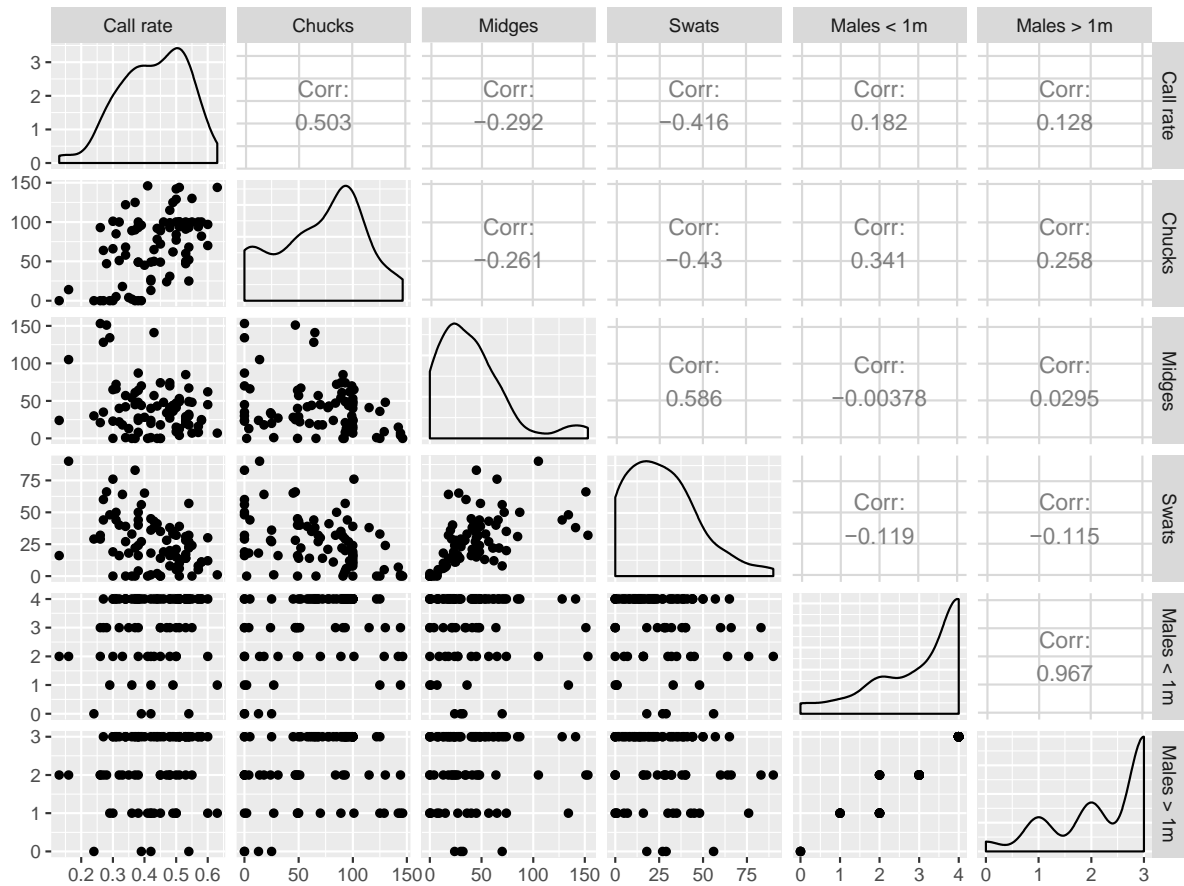 Call rate Chucks Midges Swats Males < 1m Males > 1m
3
2
1
0
Corr:
0.503
Corr:
−0.292
Corr:
−0.416
Corr:
0.182
Corr:
0.128
Call rate
150
100
50
0
Corr:
−0.261
Corr:
−0.43
Corr:
0.341
Corr:
0.258
Chucks
150
100
50
0
Corr:
0.586
Corr:
−0.00378
Corr:
0.0295
Midges
75
50
25
0
Corr:
−0.119
Corr:
−0.115
Swats
4
3
2
1
0
Corr:
0.967
Males < 1m
3
2
1
0
Males > 1m
0.2 0.3 0.4 0.5 0.6 0 50 100 150 0 50 100 150 0 25 50 75 0 1 2 3 4 0 1 2 3